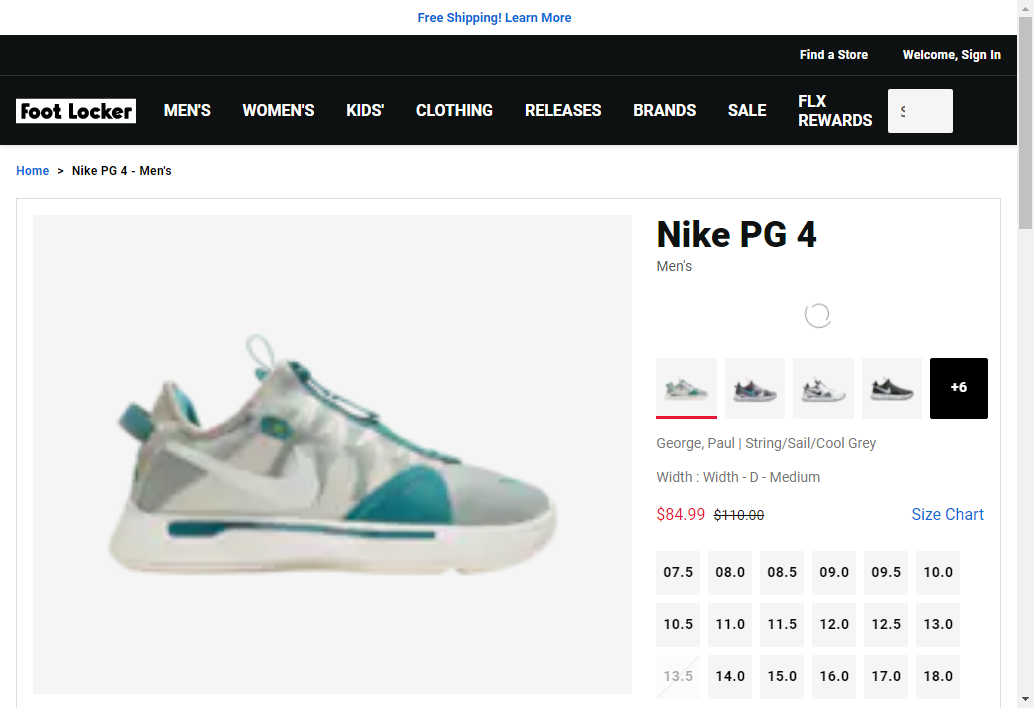 Free Shipping! Learn More
Find a Store
Welcome, Sign In
Foot Locker
MEN'S
WOMEN'S
KIDS'
CLOTHING
RELEASES
BRANDS
SALE
FLX
REWARDS
Home > Nike PG 4 - Men's
Nike PG 4
Men's
+6
George, Paul | String/Sail/Cool Grey
Width : Width - D - Medium
$84.99 $110.00
Size Chart
07.5 08.0 08.5 09.0 09.5 10.0
10.5 11.0 11.5 12.0 12.5 13.0
13.5 14.0 15.0 16.0 17.0 18.0